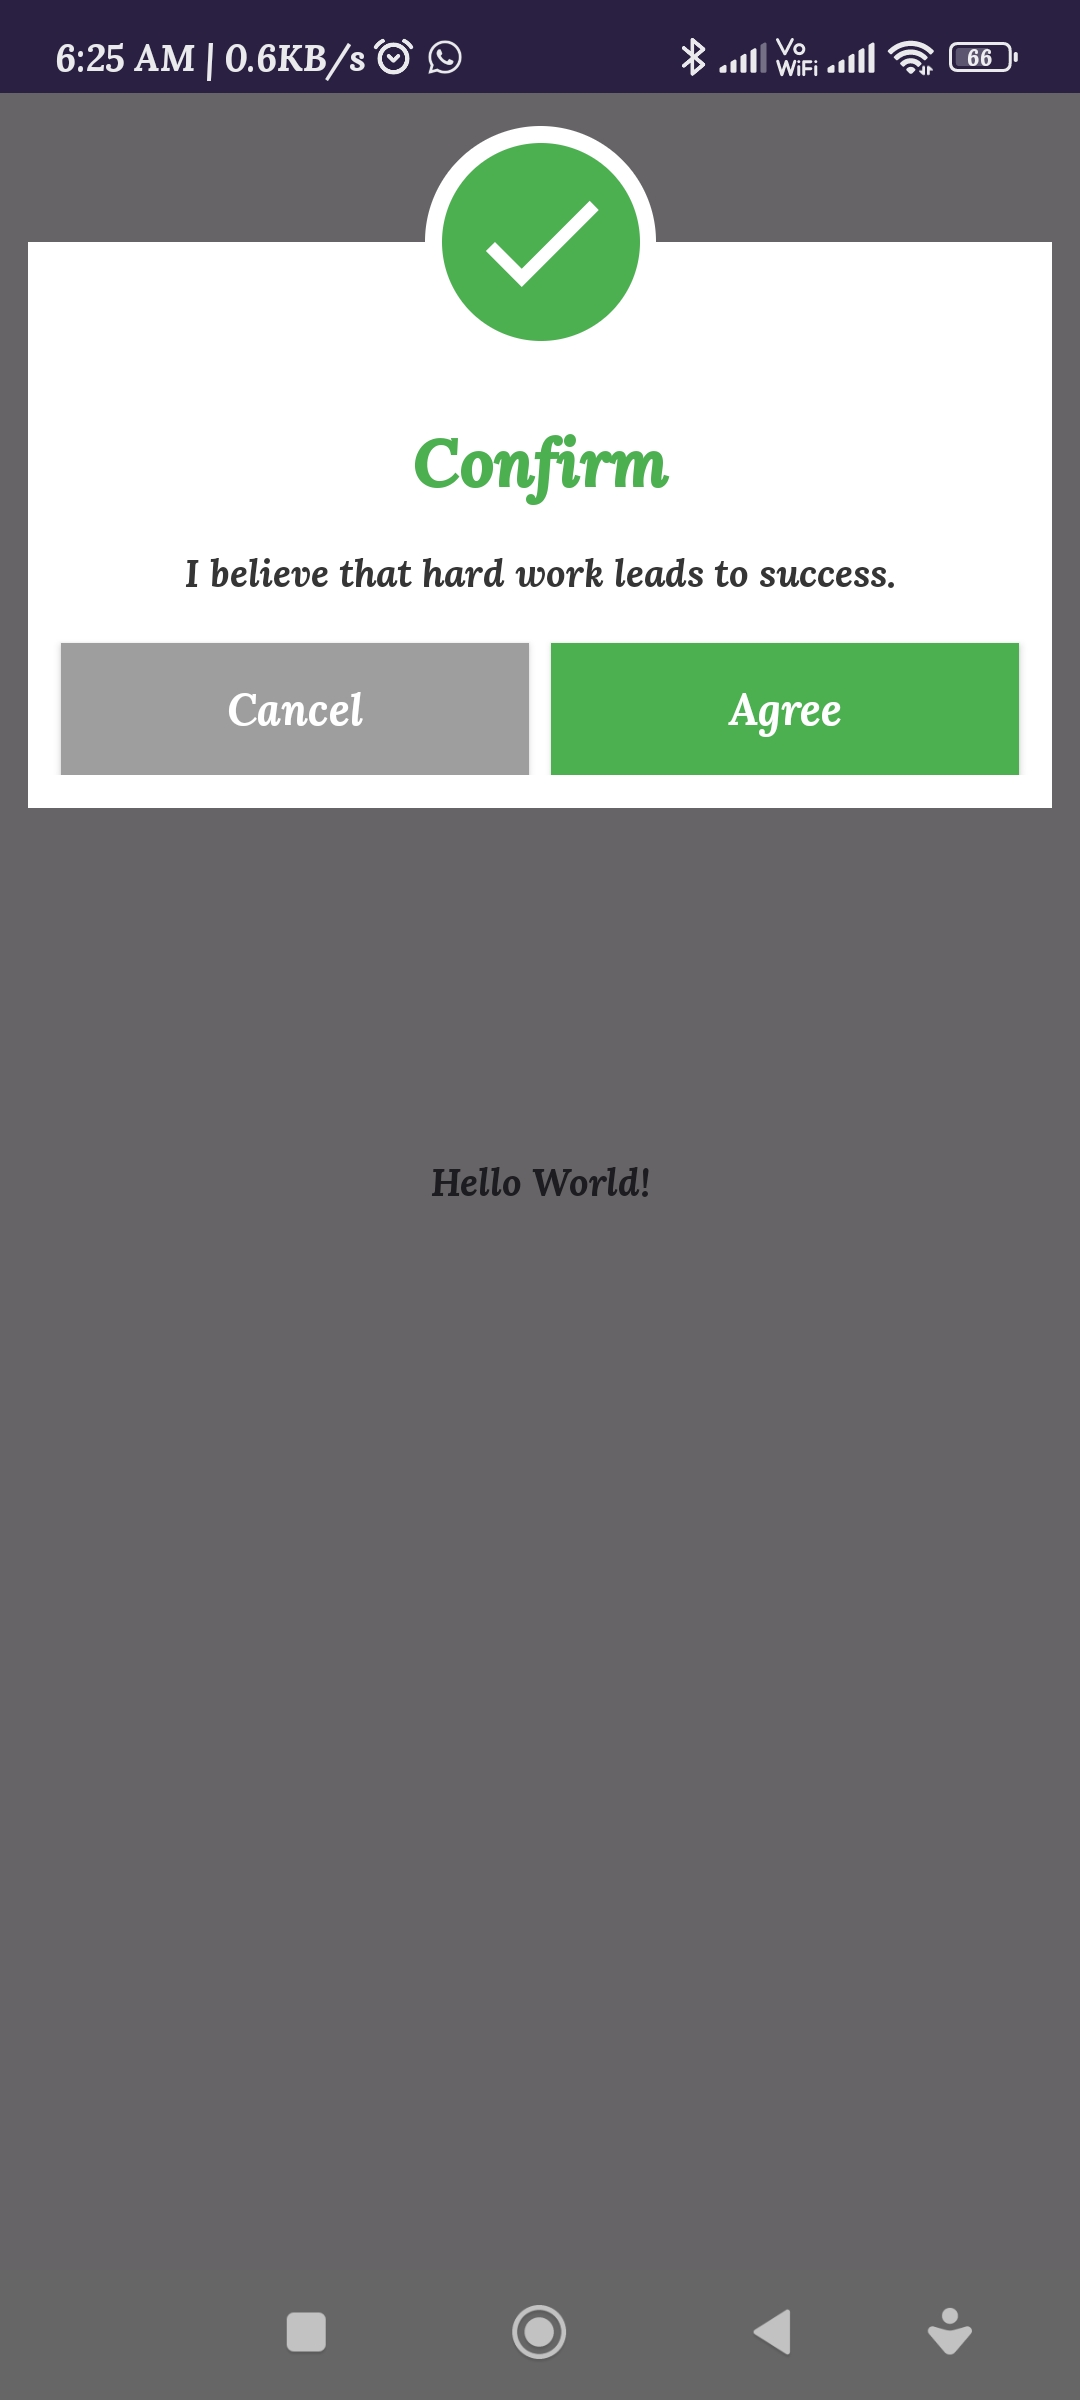 6:25 AM | 0.6KB/s Vo WiFi 66
Confirm
I believe that hard work leads to success.
Cancel Agree
Hello World!